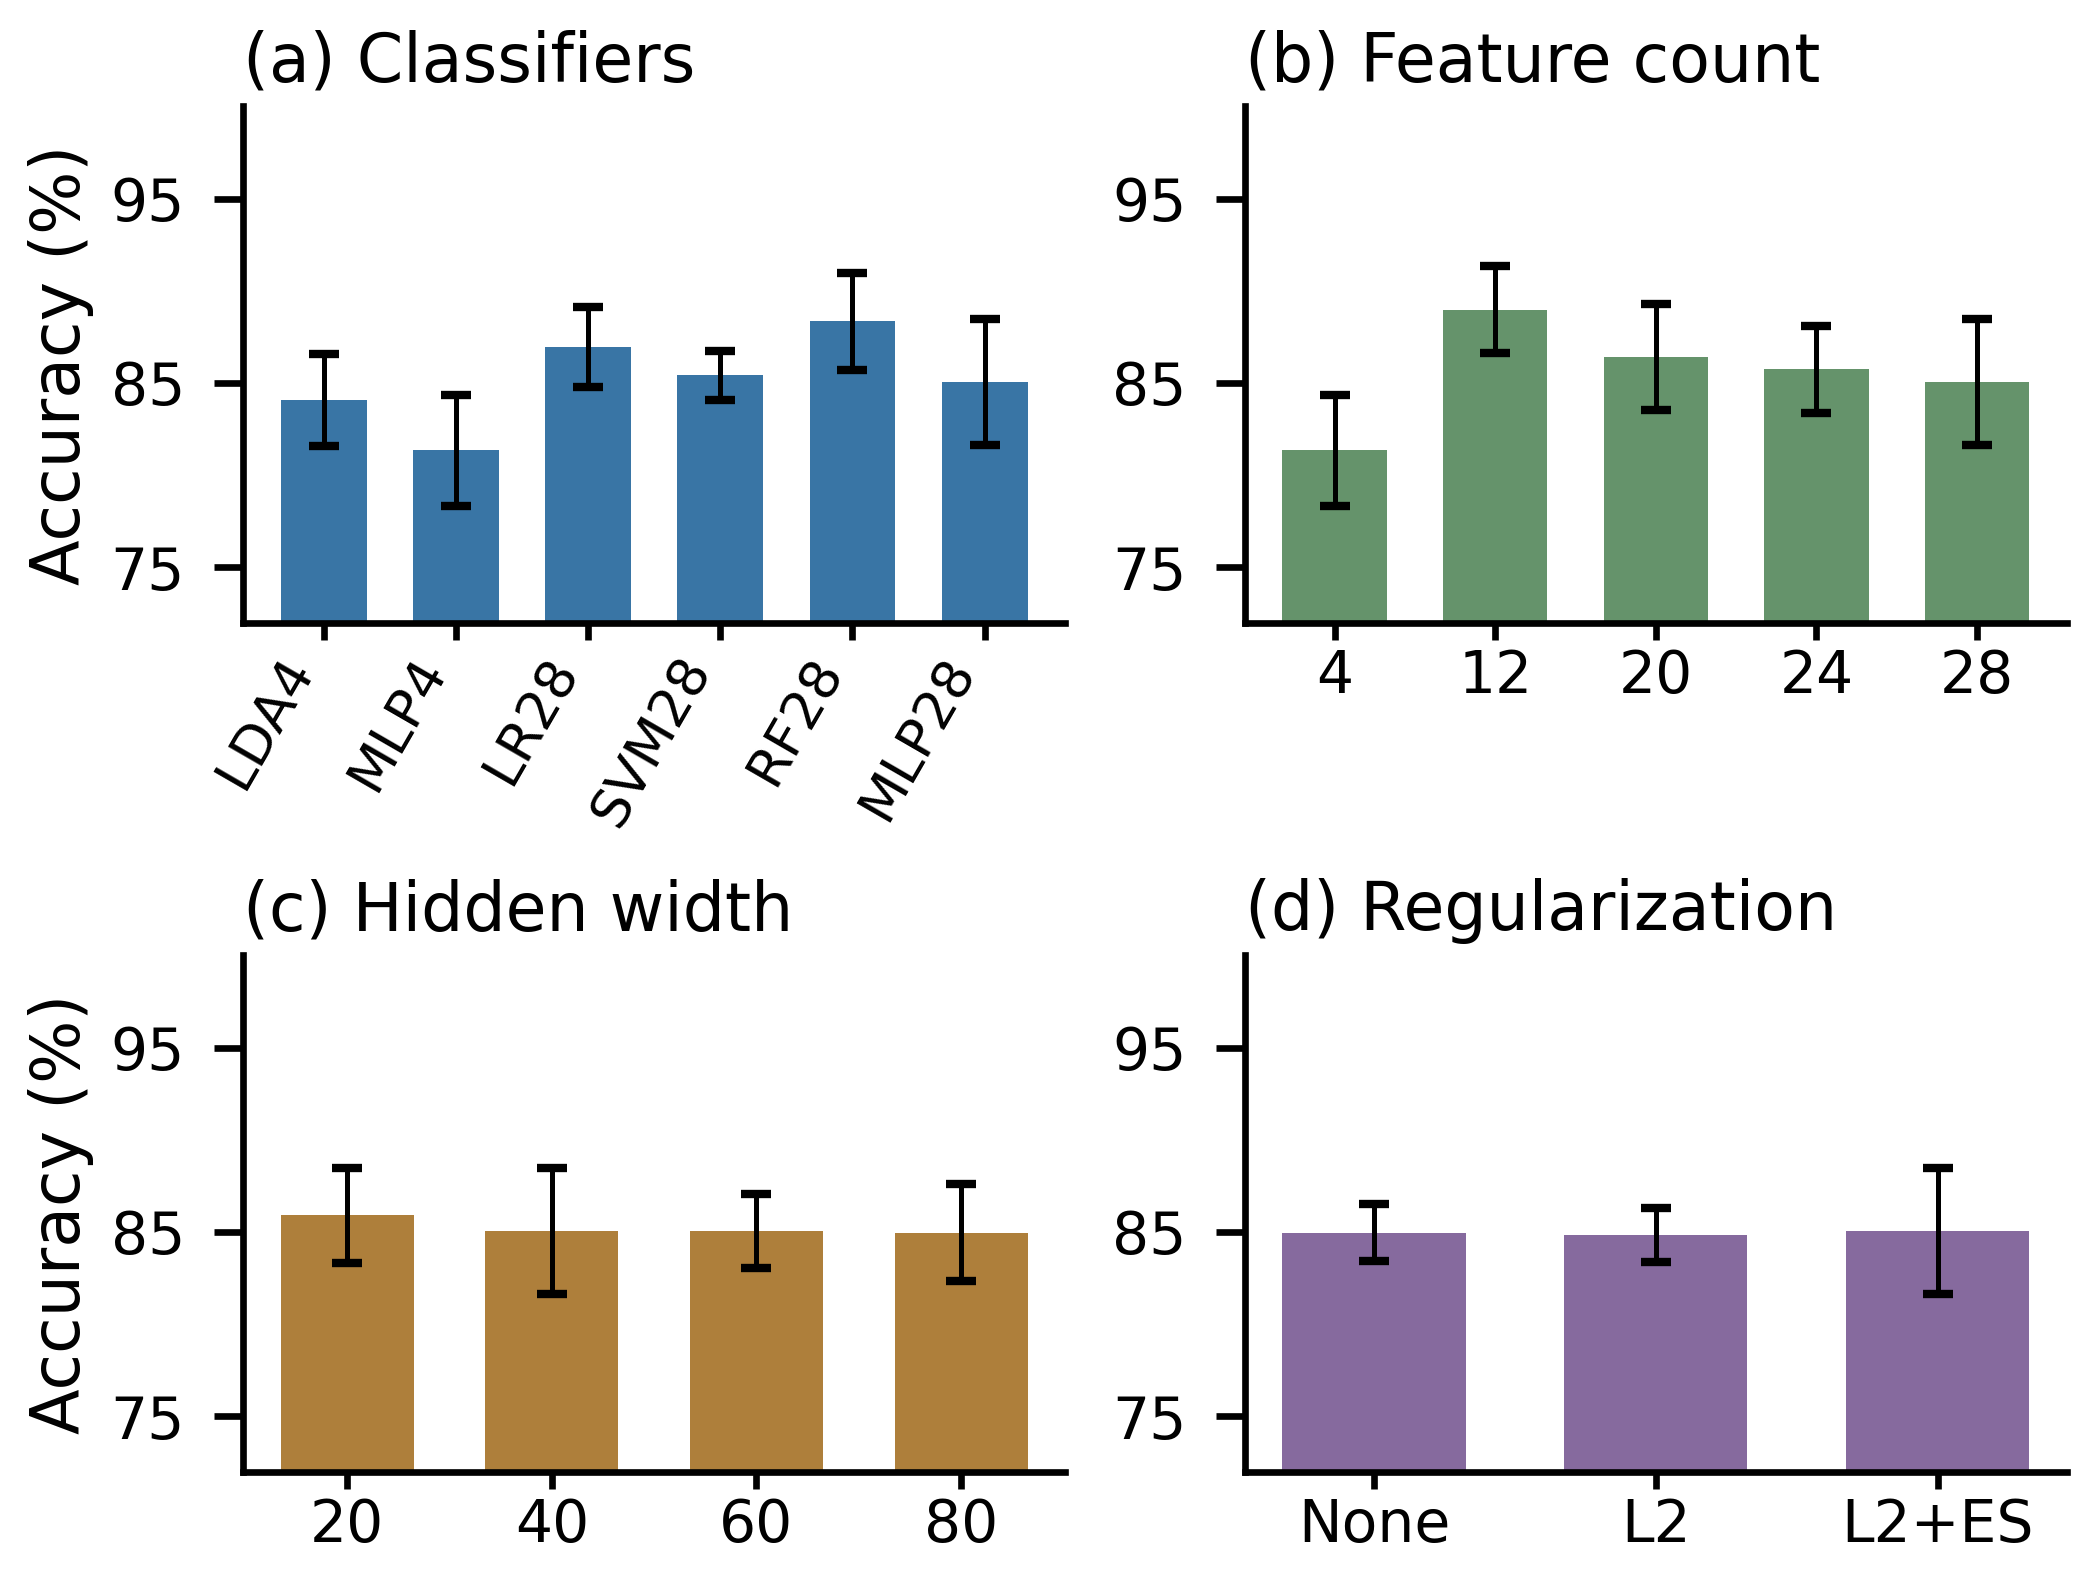 (a) Classifiers
Accuracy (%)
95
85
75
LDA4
MLP4
LR28
SVM28
RF28
MLP28
(b) Feature count
95
85
75
4
12
20
24
28
(c) Hidden width
Accuracy (%)
95
85
75
20
40
60
80
(d) Regularization
95
85
75
None
L2
L2+ES